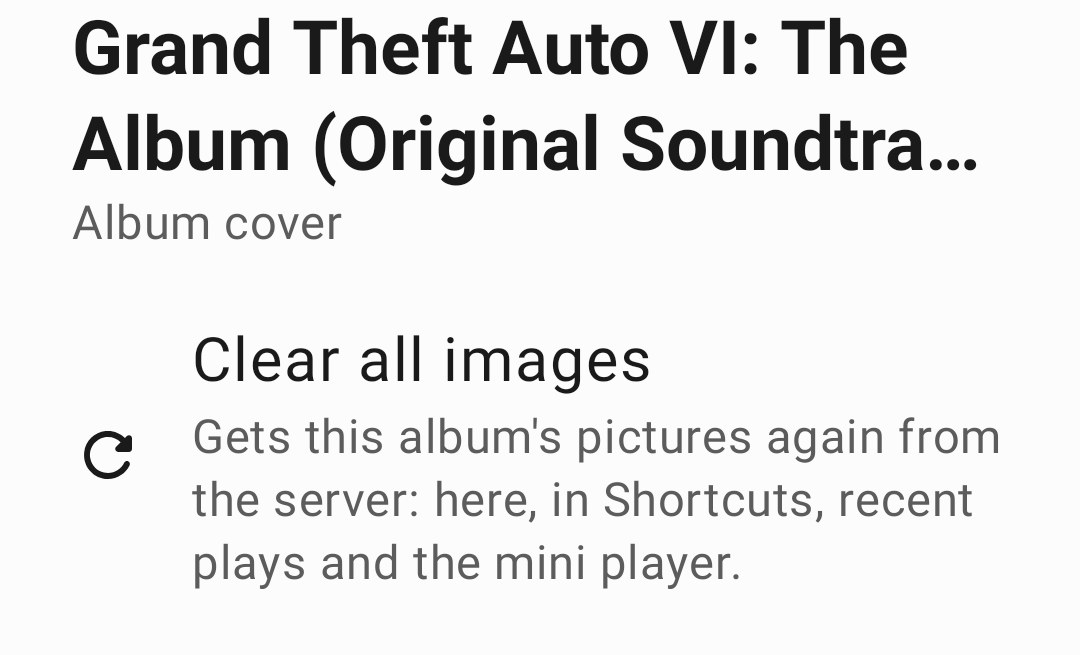 Grand Theft Auto VI: The
Album (Original Soundtra…
Album cover
Clear all images
Gets this album's pictures again from
the server: here, in Shortcuts, recent
plays and the mini player.